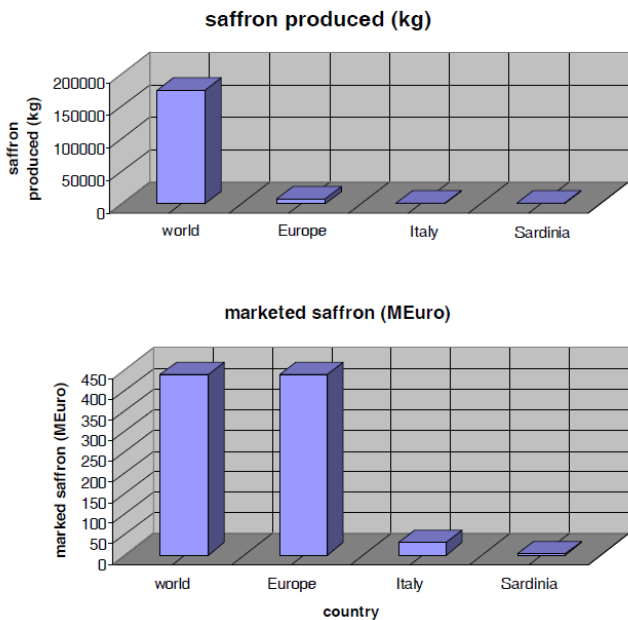 saffron produced (kg)
saffron
produced (kg)
200000
150000
100000
50000
0
world Europe Italy Sardinia
marketed saffron (MEuro)
marked saffron (MEuro)
450
400
350
300
250
200
150
100
50
0
world Europe Italy Sardinia
country